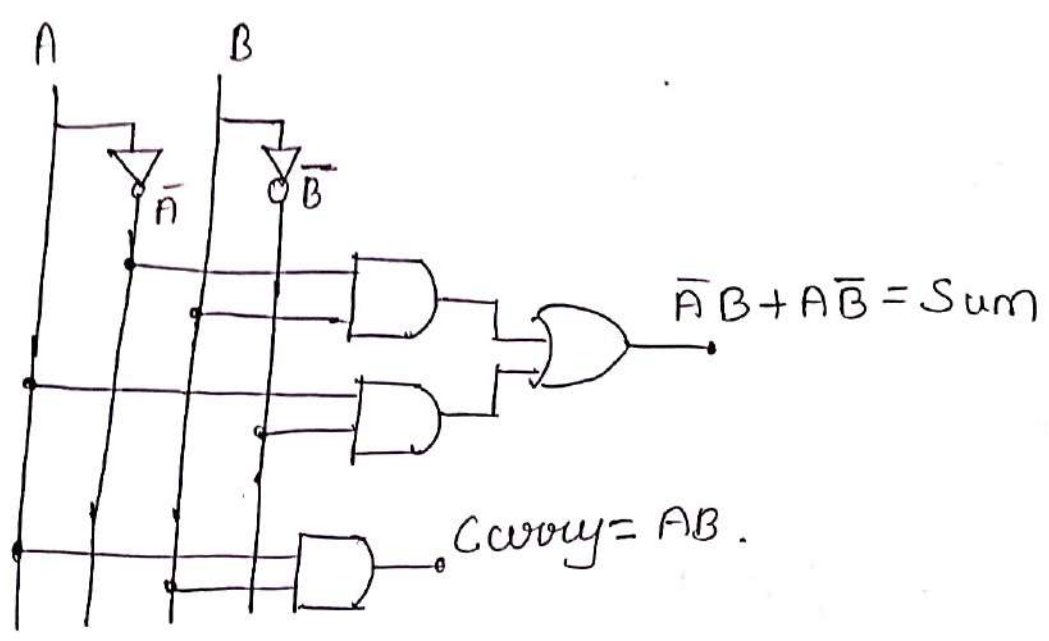 A B
Ā B̄
ĀB + AB̄ = Sum
Carry = AB.